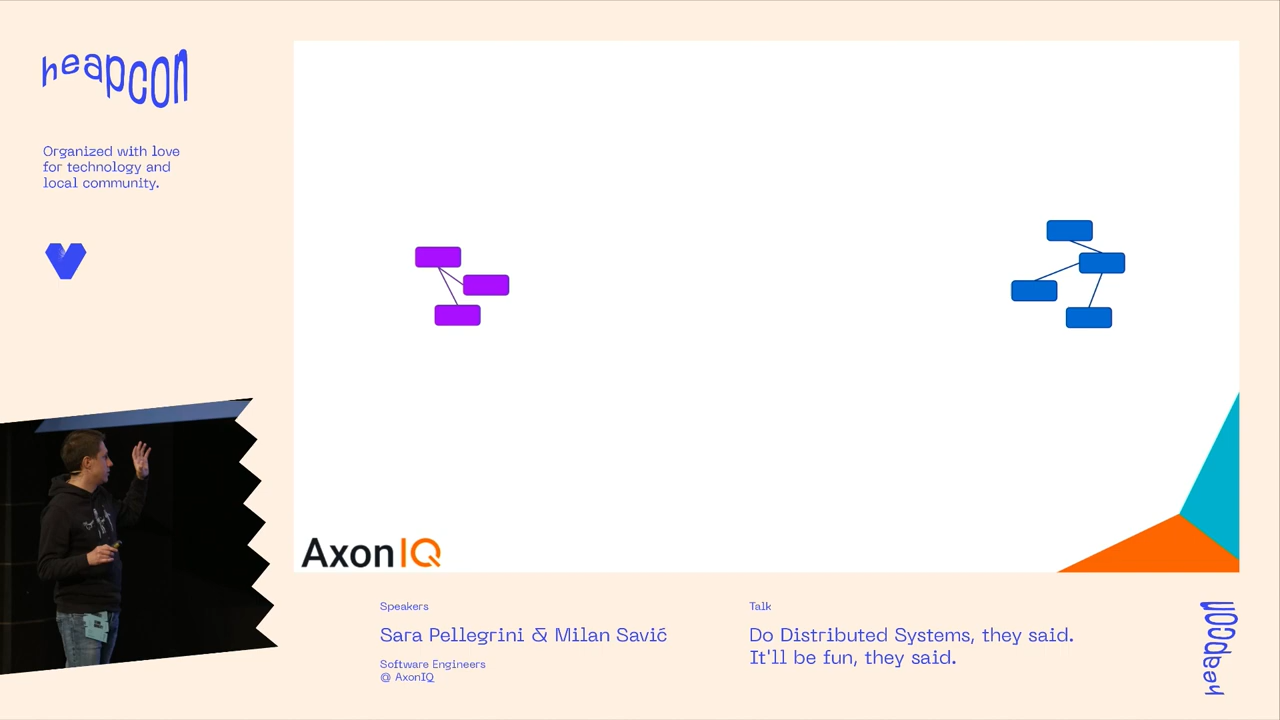 heapcon
Organized with love
for technology and
local community.
AxonIQ
Speakers
Sara Pellegrini & Milan Savić
Software Engineers
@ AxonIQ
Talk
Do Distributed Systems, they said.
It'll be fun, they said.
heapcon